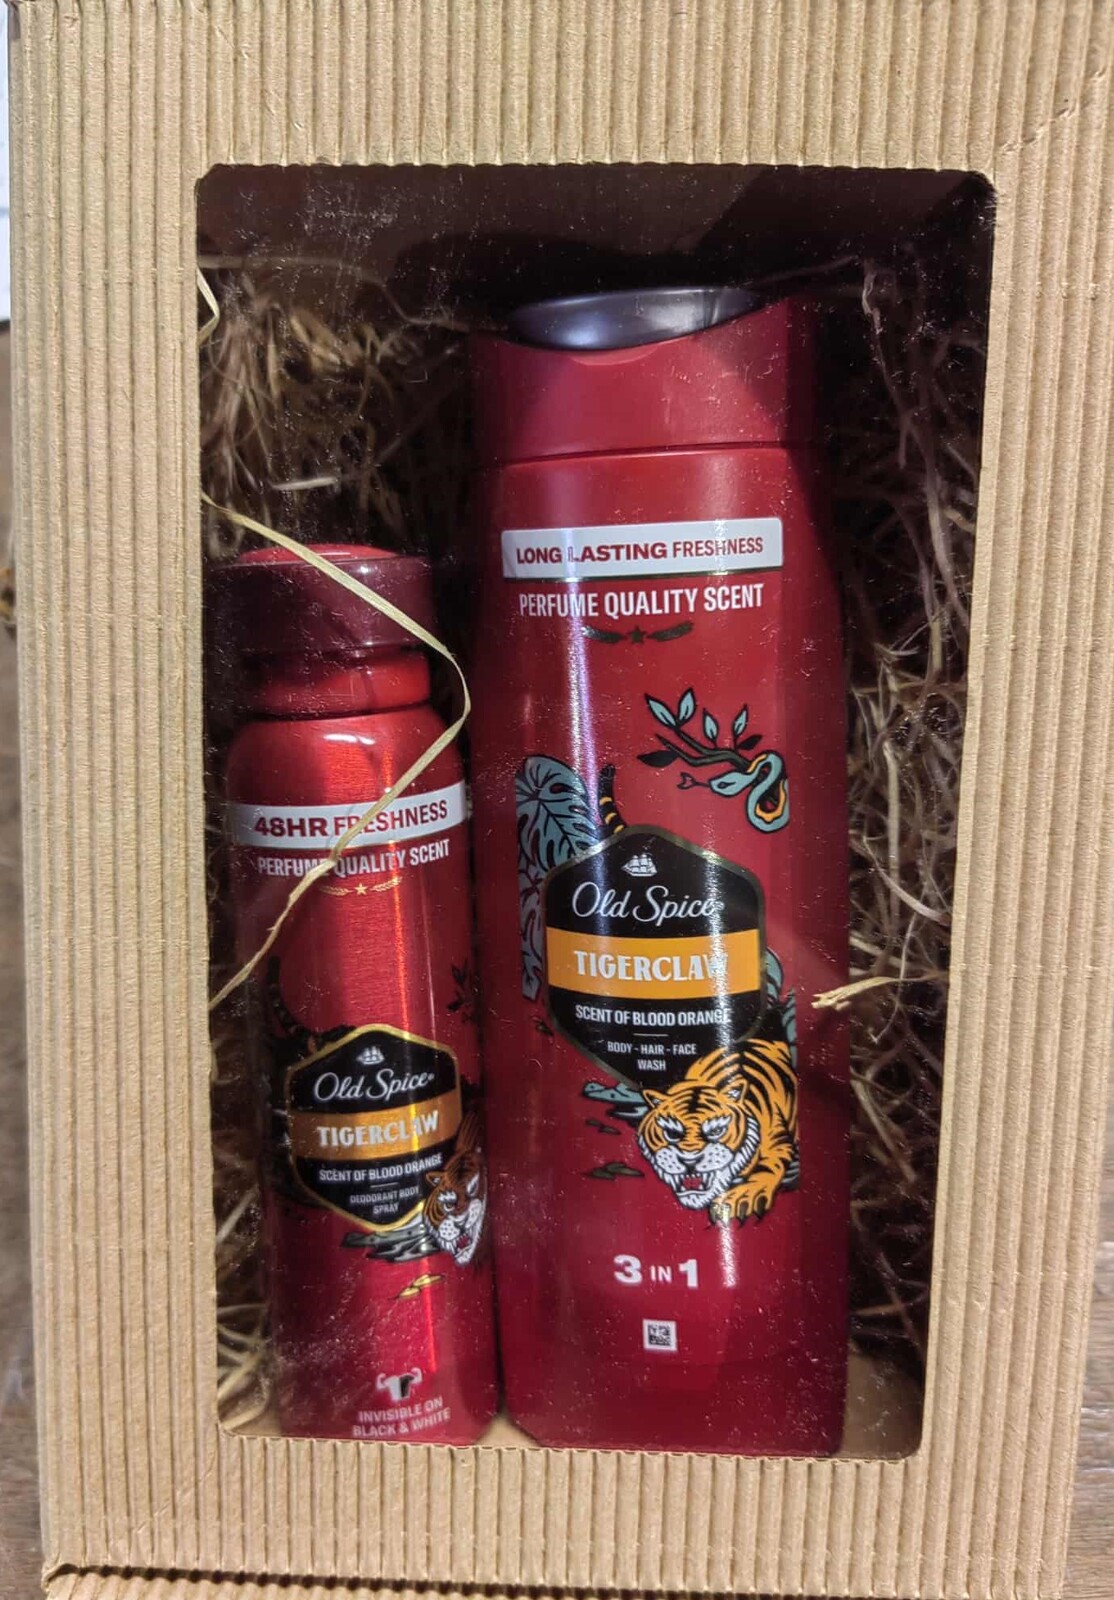 48HR FRESHNESS
PERFUME QUALITY SCENT
Old Spice
TIGERCLAW
SCENT OF BLOOD ORANGE
DEODORANT BODY
SPRAY
INVISIBLE ON
BLACK & WHITE
LONG LASTING FRESHNESS
PERFUME QUALITY SCENT
Old Spice
TIGERCLAW
SCENT OF BLOOD ORANGE
BODY - HAIR - FACE
WASH
3 IN 1